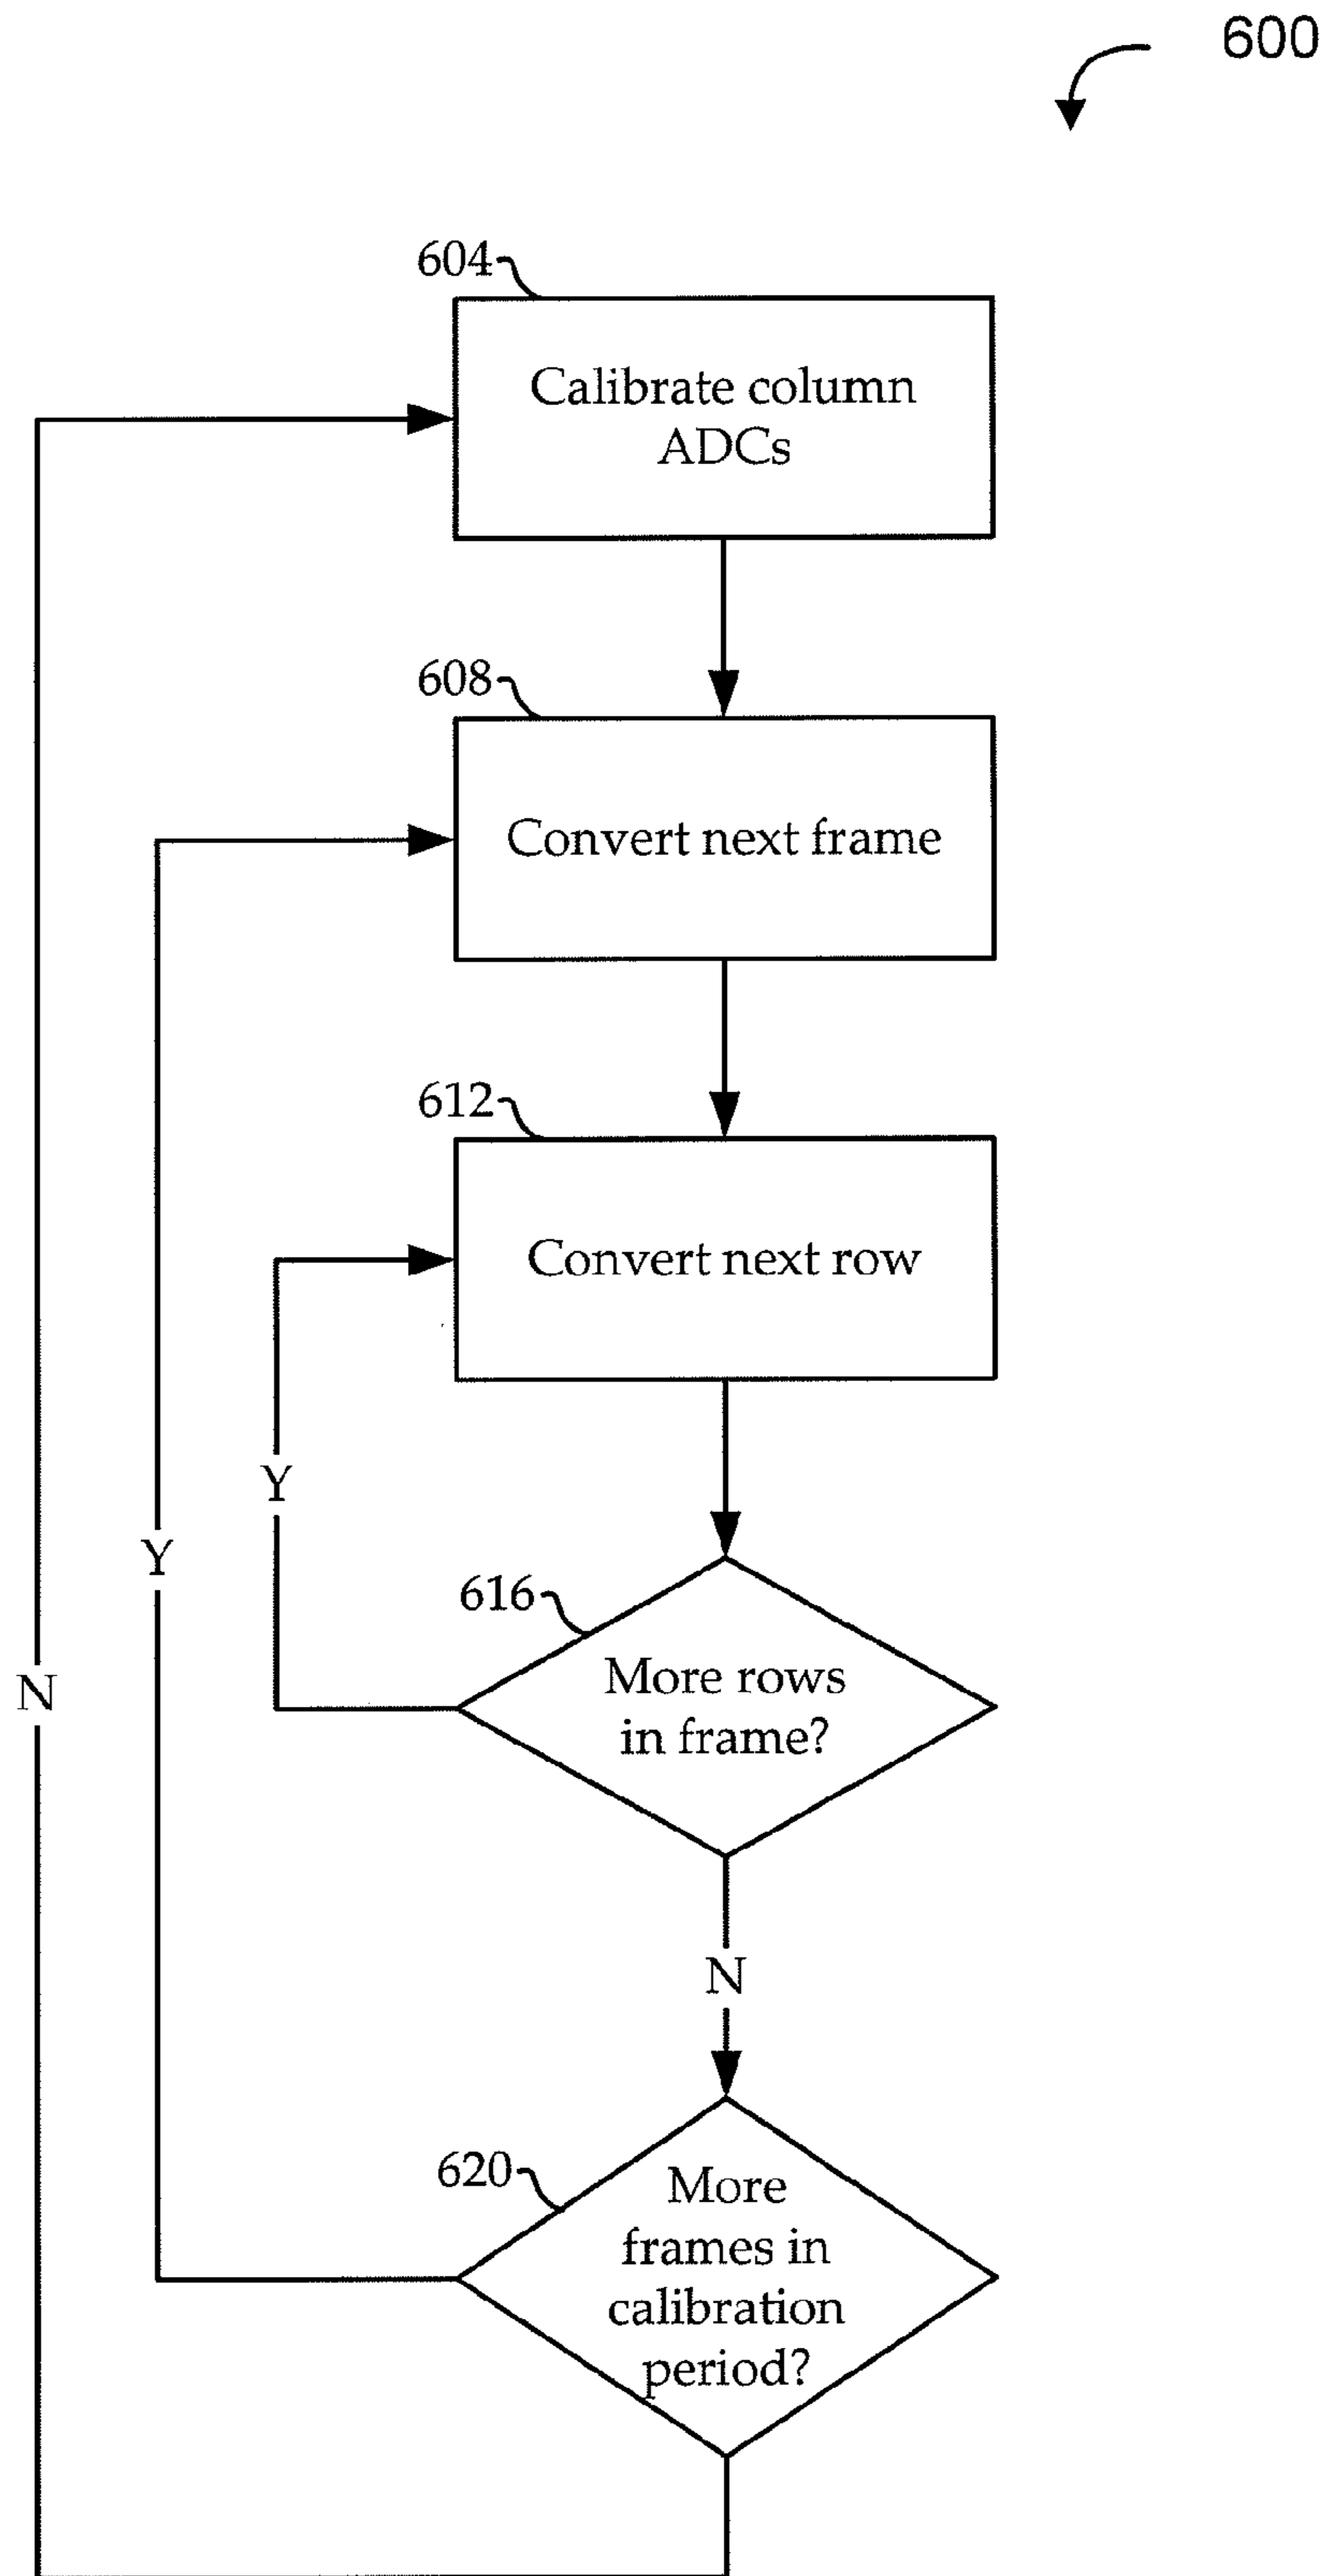 600
604
Calibrate column
ADCs
608
Convert next frame
612
Convert next row
Y
Y
616
More rows
in frame?
N
N
620
More
frames in
calibration
period?